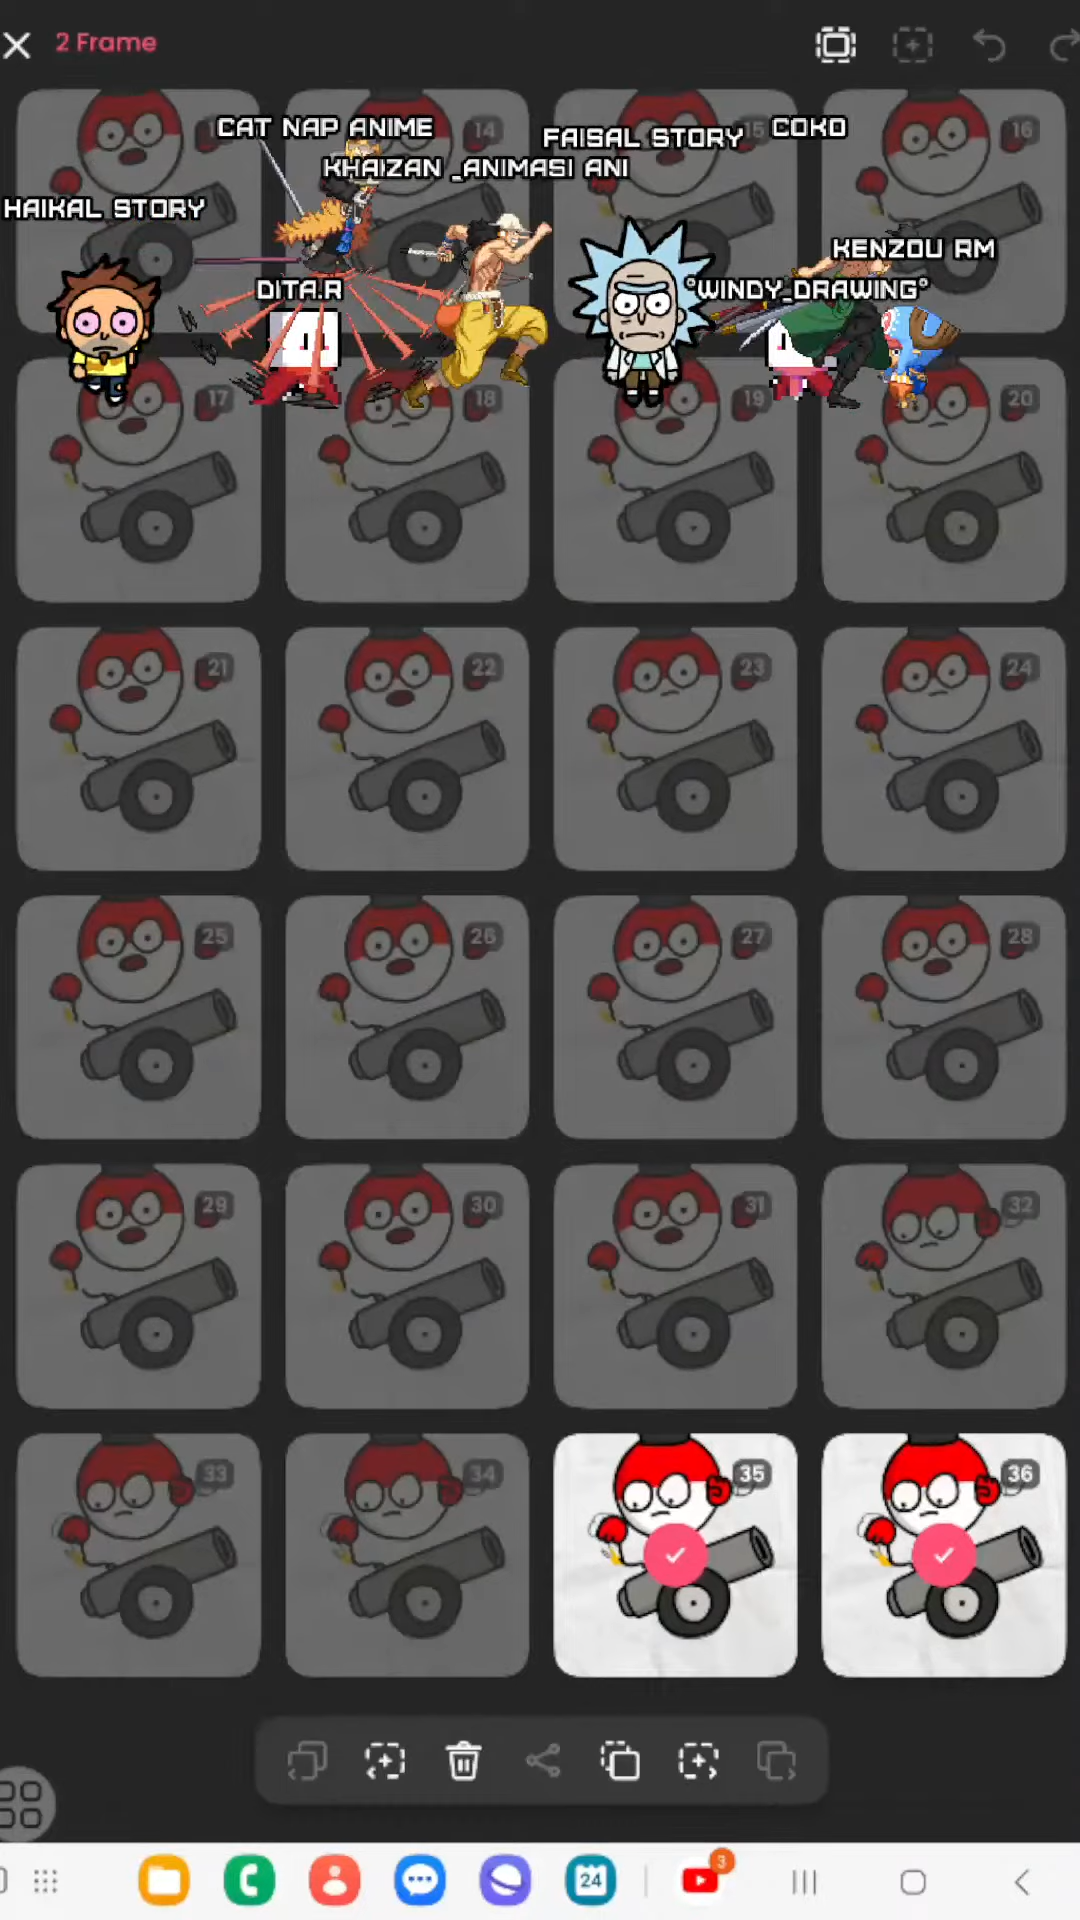 2 Frame
CAT NAP ANIME
14
FAISAL STORY
15
COKO
16
KHAIZAN _ANIMASI ANI
HAIKAL STORY
KENZOU RM
DITA.R
°WINDY_DRAWING°
17
18
19
20
21
22
23
24
25
26
27
28
29
30
31
32
33
34
35
36
24
3